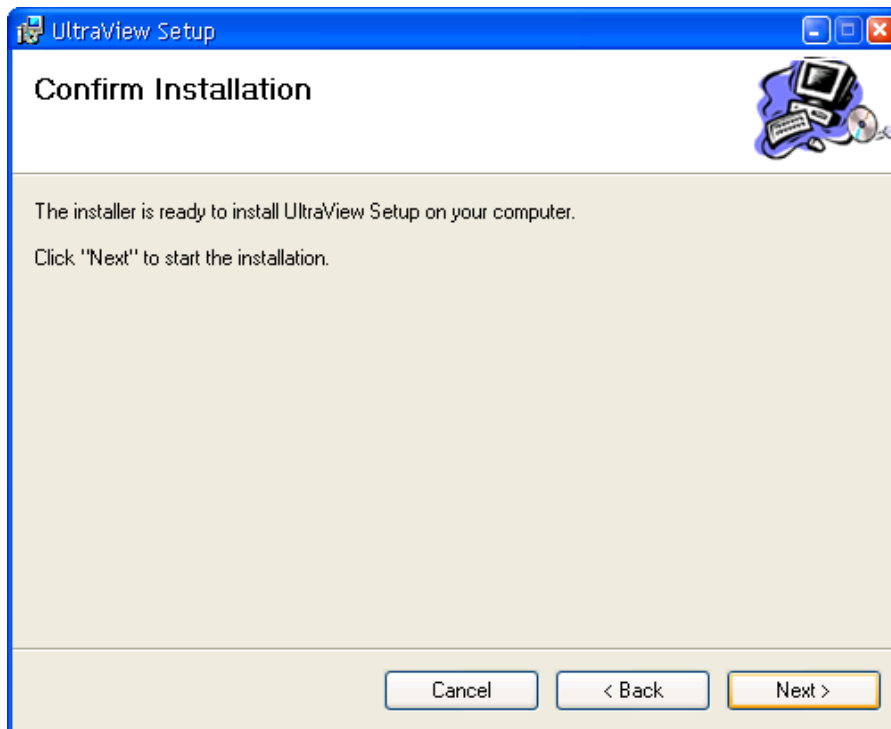 UltraView Setup
Confirm Installation
The installer is ready to install UltraView Setup on your computer.
Click "Next" to start the installation.
Cancel
< Back
Next >